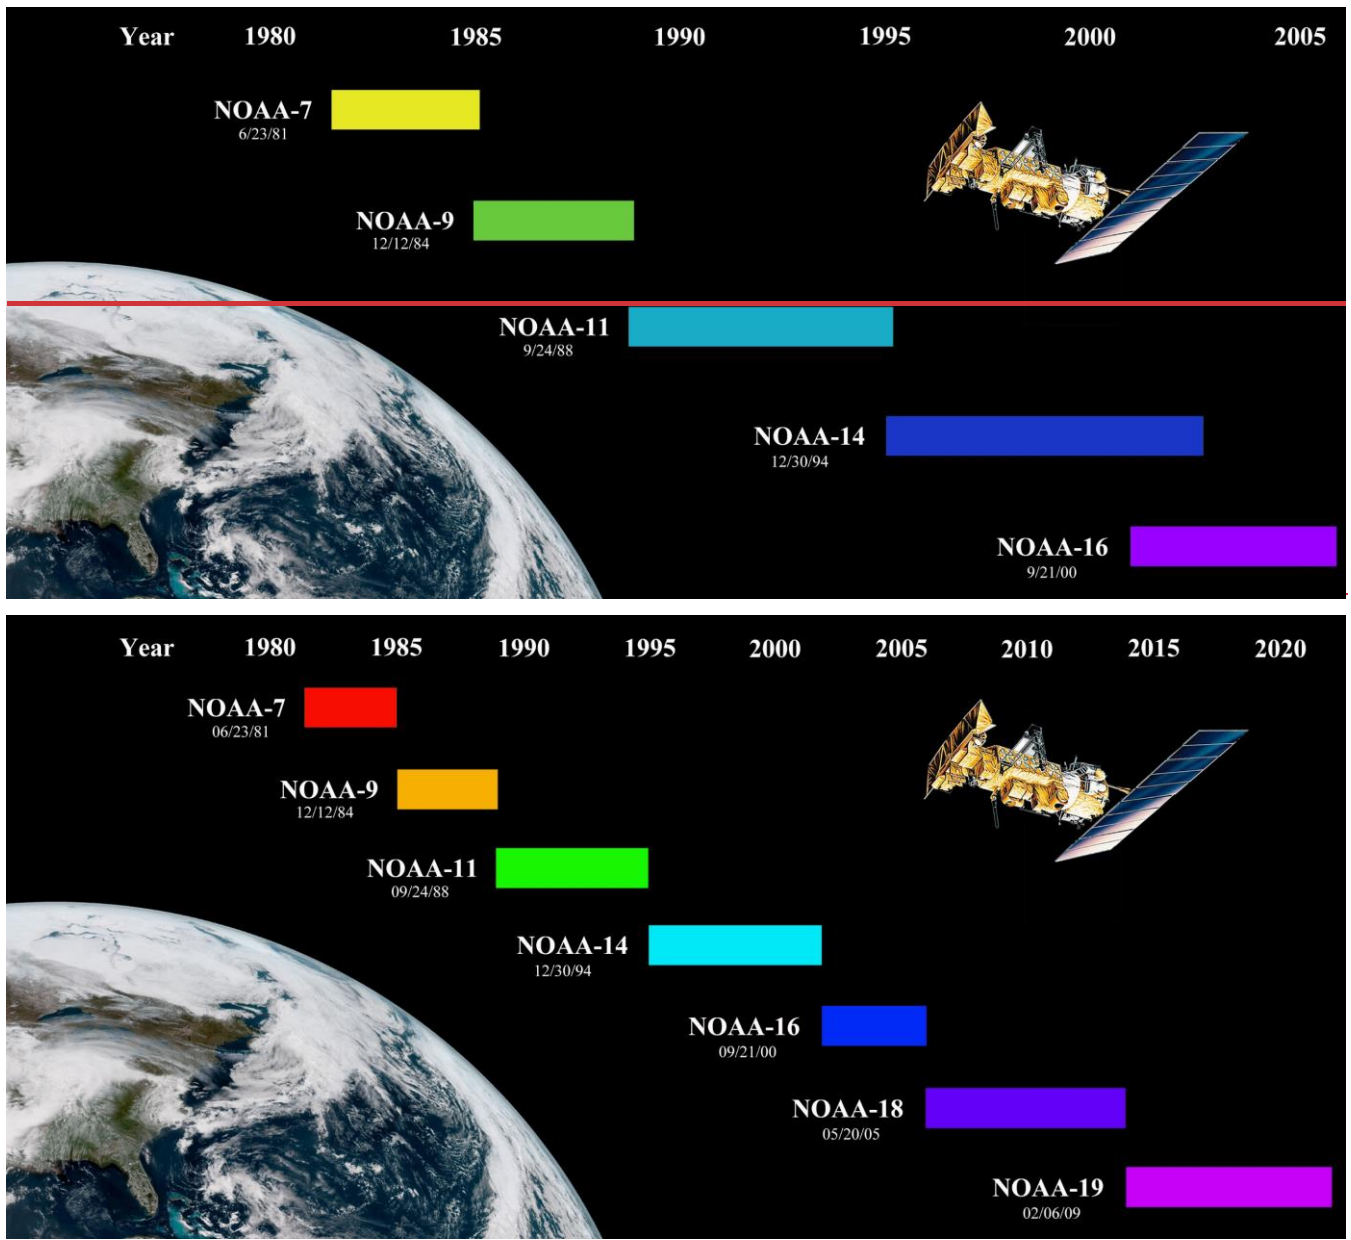 Year 1980 1985 1990 1995 2000 2005
NOAA-7
6/23/81
NOAA-9
12/12/84
NOAA-11
9/24/88
NOAA-14
12/30/94
NOAA-16
9/21/00
Year 1980 1985 1990 1995 2000 2005 2010 2015 2020
NOAA-7
06/23/81
NOAA-9
12/12/84
NOAA-11
09/24/88
NOAA-14
12/30/94
NOAA-16
09/21/00
NOAA-18
05/20/05
NOAA-19
02/06/09